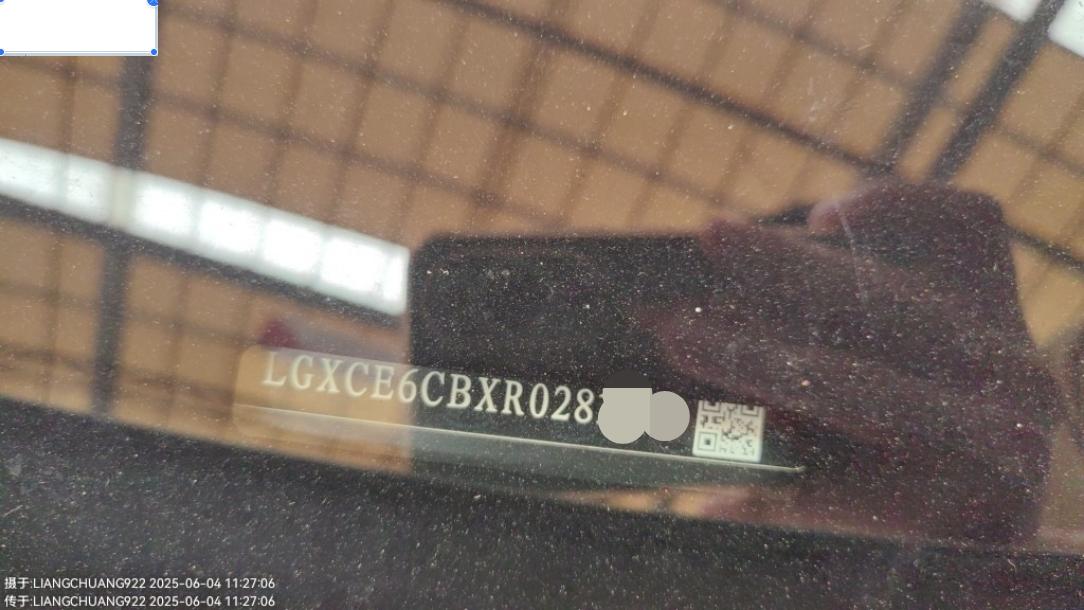 LGXCE6CBXR028
摄于:LIANGCHUANG922 2025-06-04 11:27:06
传于:LIANGCHUANG922 2025-06-04 11:27:06